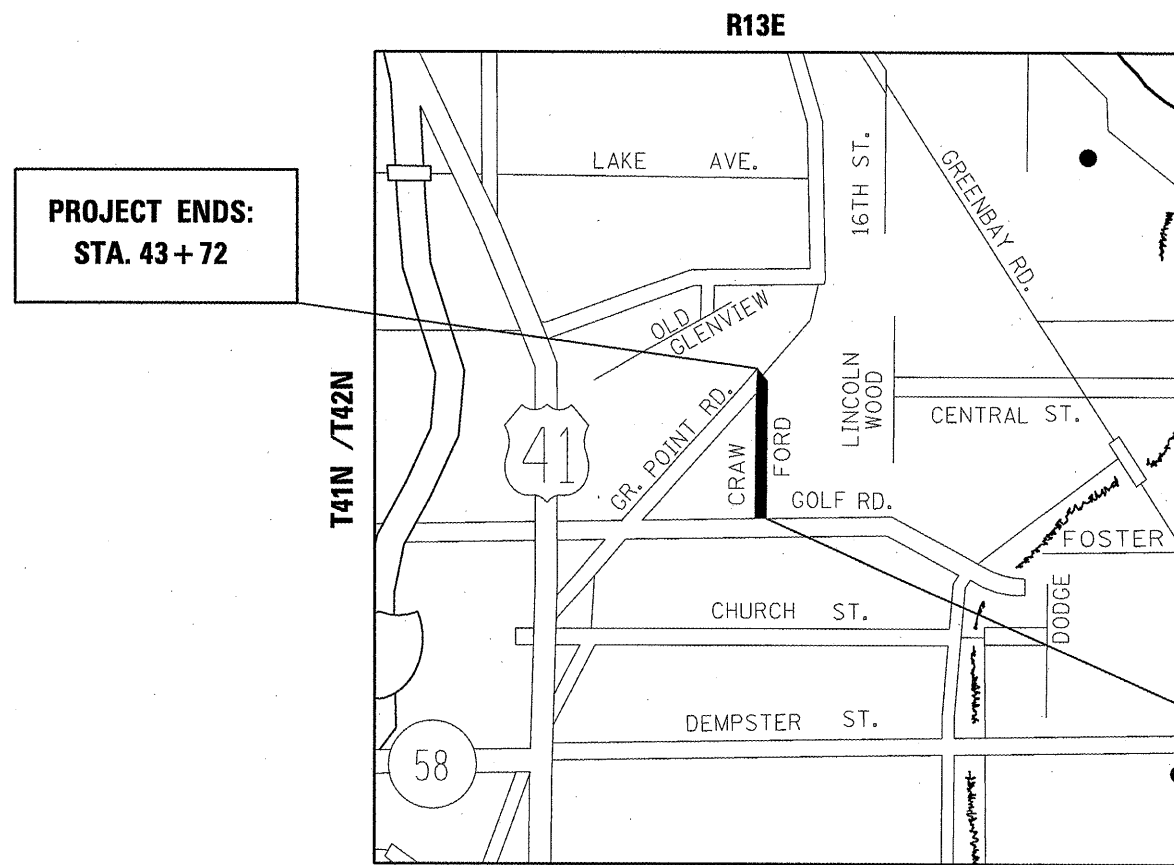 R13E
PROJECT ENDS:
STA. 43+72
T41N /T42N
LAKE AVE.
16TH ST.
GREENBAY RD.
OLD
GLENVIEW
LINCOLN
WOOD
CENTRAL ST.
41
GR. POINT RD.
CRAW
FORD
GOLF RD.
FOSTER
CHURCH ST.
DODGE
DEMPSTER ST.
58